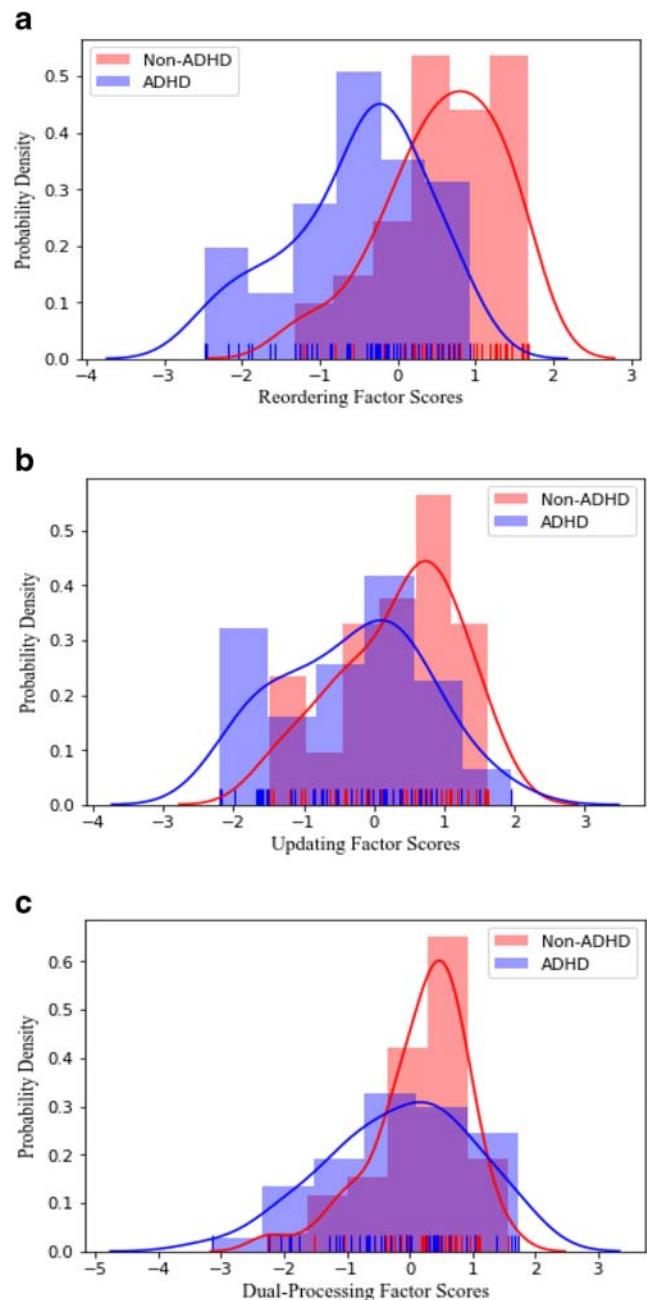 a
Non-ADHD
ADHD
Probability Density
0.5
0.4
0.3
0.2
0.1
0.0
−4 −3 −2 −1 0 1 2 3
Reordering Factor Scores
b
Non-ADHD
ADHD
Probability Density
0.5
0.4
0.3
0.2
0.1
0.0
−4 −3 −2 −1 0 1 2 3
Updating Factor Scores
c
Non-ADHD
ADHD
Probability Density
0.6
0.5
0.4
0.3
0.2
0.1
0.0
−5 −4 −3 −2 −1 0 1 2 3
Dual-Processing Factor Scores